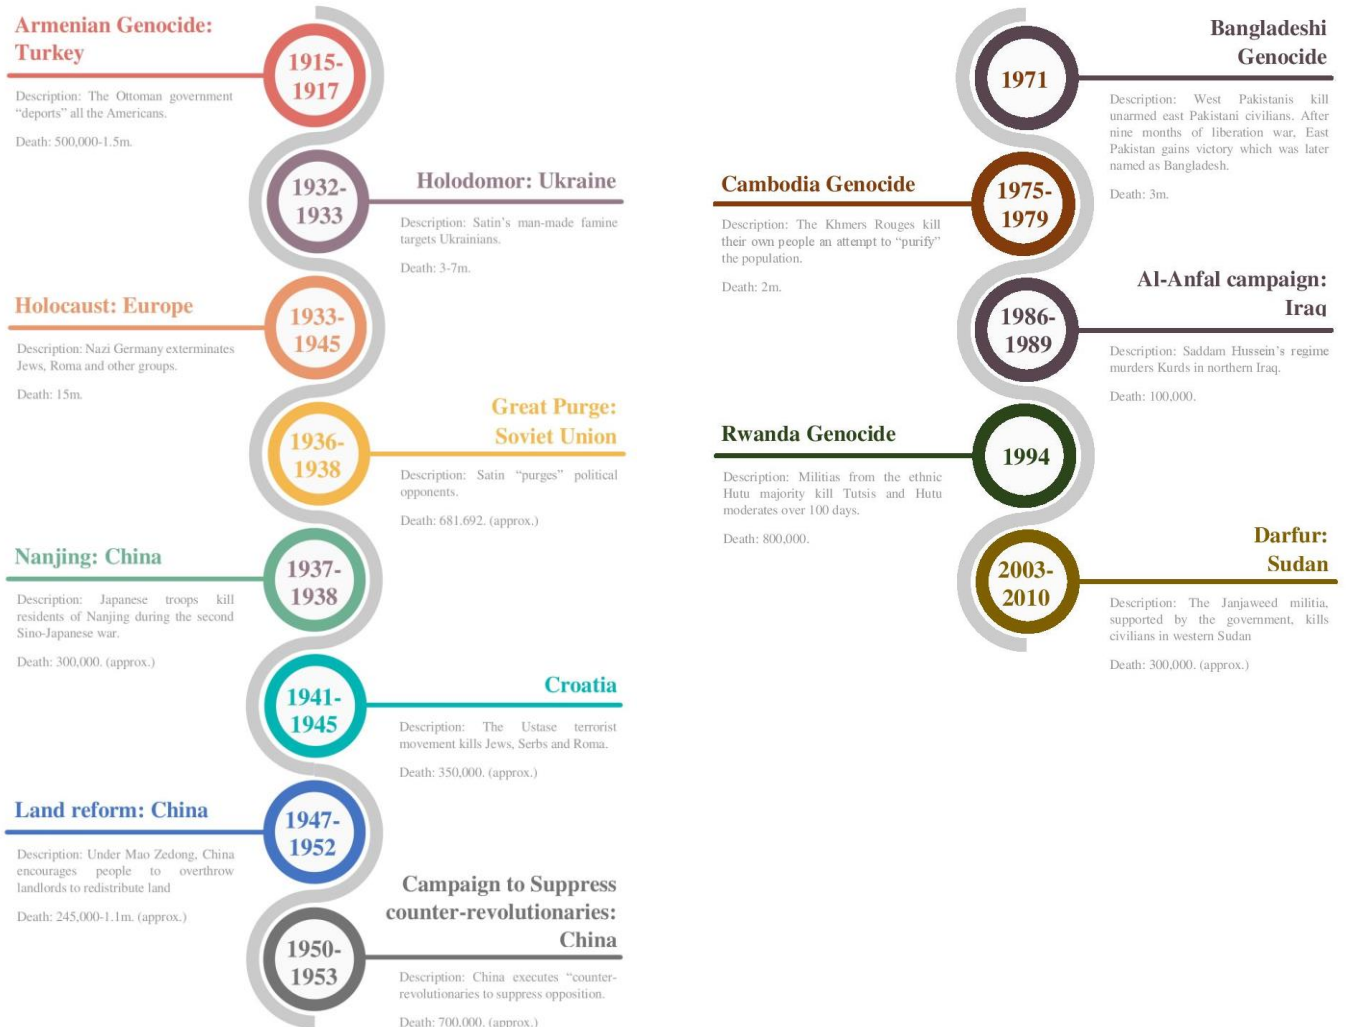 Armenian Genocide:
Turkey
1915-
1917
Description: The Ottoman government
“deports” all the Americans.
Death: 500,000-1.5m.
1932-
1933
Holodomor: Ukraine
Description: Satin’s man-made famine
targets Ukrainians.
Death: 3-7m.
Holocaust: Europe
1933-
1945
Description: Nazi Germany exterminates
Jews, Roma and other groups.
Death: 15m.
1936-
1938
Great Purge:
Soviet Union
Description: Satin “purges” political
opponents.
Death: 681.692. (approx.)
Nanjing: China
1937-
1938
Description: Japanese troops kill
residents of Nanjing during the second
Sino-Japanese war.
Death: 300,000. (approx.)
1941-
1945
Croatia
Description: The Ustase terrorist
movement kills Jews, Serbs and Roma.
Death: 350,000. (approx.)
Land reform: China
1947-
1952
Description: Under Mao Zedong, China
encourages people to overthrow
landlords to redistribute land
Death: 245,000-1.1m. (approx.)
1950-
1953
Campaign to Suppress
counter-revolutionaries:
China
Description: China executes “counter-
revolutionaries to suppress opposition.
Death: 700,000. (approx.)
1971
Bangladeshi
Genocide
Description: West Pakistanis kill
unarmed east Pakistani civilians. After
nine months of liberation war, East
Pakistan gains victory which was later
named as Bangladesh.
Death: 3m.
Cambodia Genocide
1975-
1979
Description: The Khmers Rouges kill
their own people an attempt to “purify”
the population.
Death: 2m.
1986-
1989
Al-Anfal campaign:
Iraq
Description: Saddam Hussein’s regime
murders Kurds in northern Iraq.
Death: 100,000.
Rwanda Genocide
1994
Description: Militias from the ethnic
Hutu majority kill Tutsis and Hutu
moderates over 100 days.
Death: 800,000.
2003-
2010
Darfur:
Sudan
Description: The Janjaweed militia,
supported by the government, kills
civilians in western Sudan
Death: 300,000. (approx.)